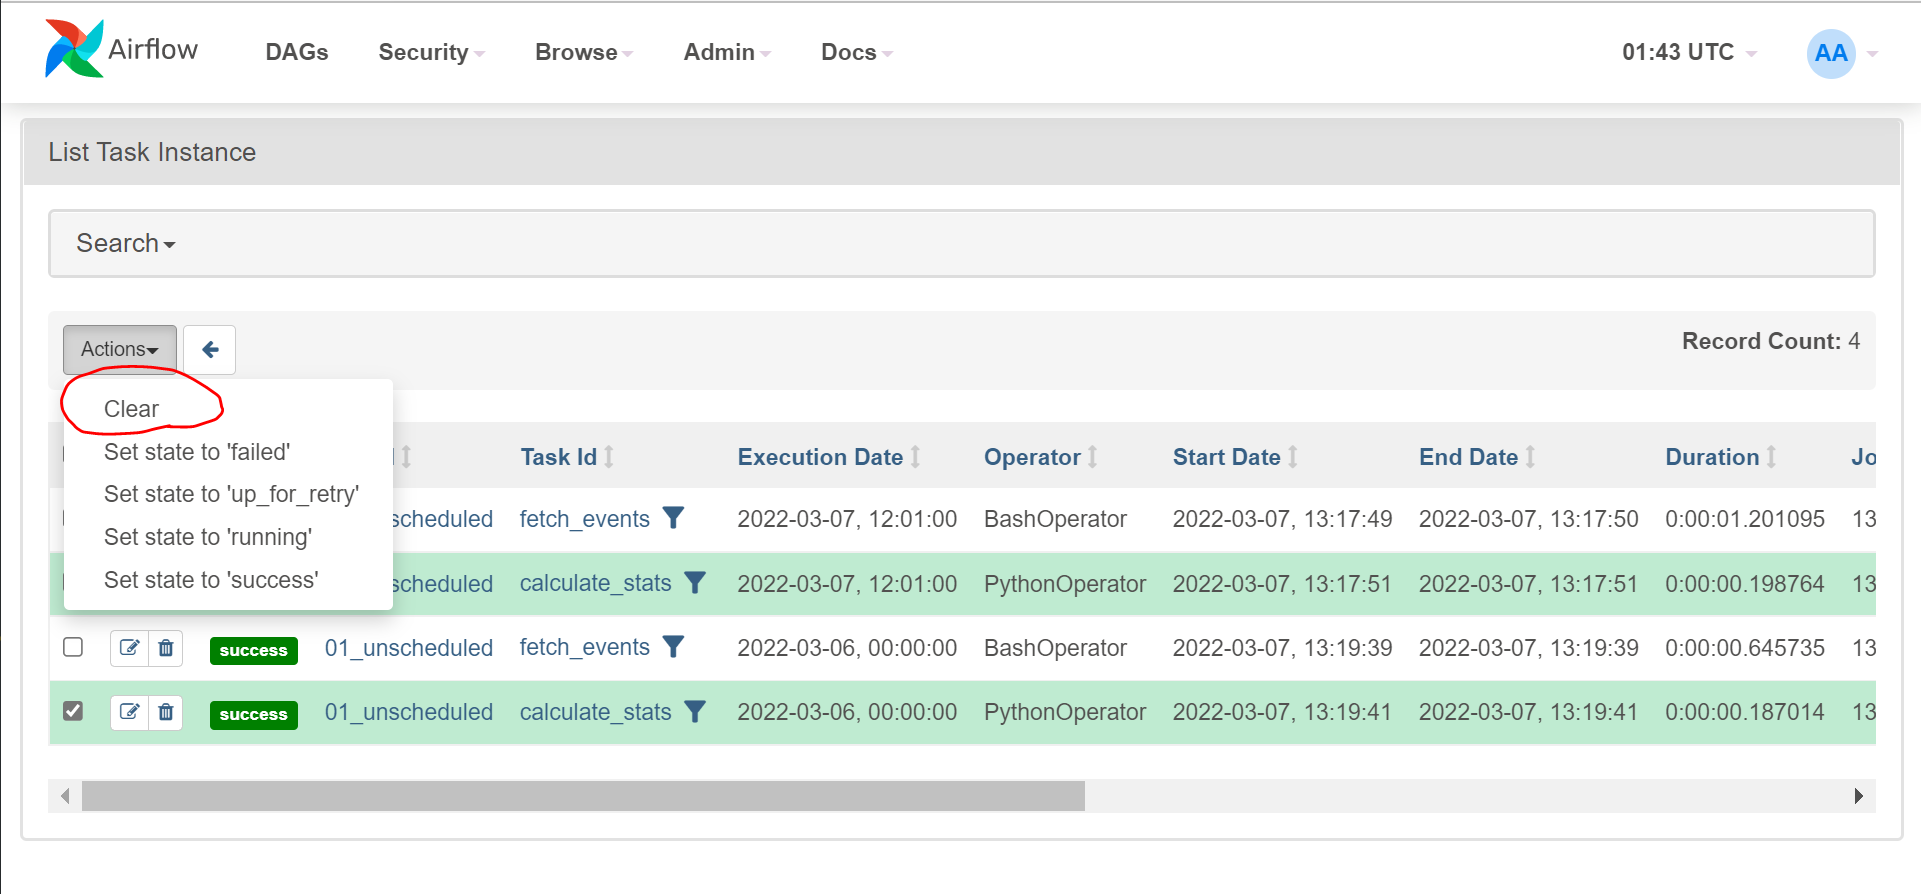 Airflow DAGs Security Browse Admin Docs 01:43 UTC AA
List Task Instance
Search
Actions
Record Count: 4
Clear
Set state to 'failed'
Set state to 'up_for_retry'
Set state to 'running'
Set state to 'success'
Task Id Execution Date Operator Start Date End Date Duration Jo
scheduled fetch_events 2022-03-07, 12:01:00 BashOperator 2022-03-07, 13:17:49 2022-03-07, 13:17:50 0:00:01.201095 13
scheduled calculate_stats 2022-03-07, 12:01:00 PythonOperator 2022-03-07, 13:17:51 2022-03-07, 13:17:51 0:00:00.198764 13
success 01_unscheduled fetch_events 2022-03-06, 00:00:00 BashOperator 2022-03-07, 13:19:39 2022-03-07, 13:19:39 0:00:00.645735 13
success 01_unscheduled calculate_stats 2022-03-06, 00:00:00 PythonOperator 2022-03-07, 13:19:41 2022-03-07, 13:19:41 0:00:00.187014 13